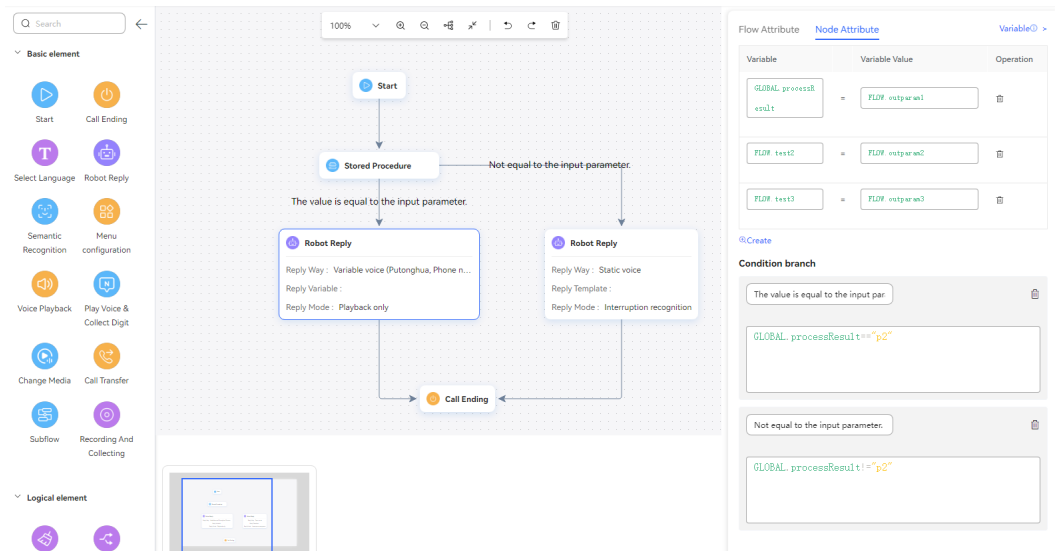 Search
Basic element
Start
Call Ending
Select Language
Robot Reply
Semantic
Recognition
Menu
configuration
Voice Playback
Play Voice &
Collect Digit
Change Media
Call Transfer
Subflow
Recording And
Collecting
Logical element
100%
Start
Stored Procedure
Not equal to the input parameter.
The value is equal to the input parameter.
Robot Reply
Reply Way : Variable voice (Putonghua, Phone n...
Reply Variable :
Reply Mode : Playback only
Robot Reply
Reply Way : Static voice
Reply Template :
Reply Mode : Interruption recognition
Call Ending
Flow Attribute
Node Attribute
Variable >
Variable
Variable Value
Operation
GLOBAL.processR
esult
=
FLOW.outparam1
FLOW.test2
=
FLOW.outparam2
FLOW.test3
=
FLOW.outparam3
Create
Condition branch
The value is equal to the input par
GLOBAL.processResult=="p2"
Not equal to the input parameter.
GLOBAL.processResult!="p2"